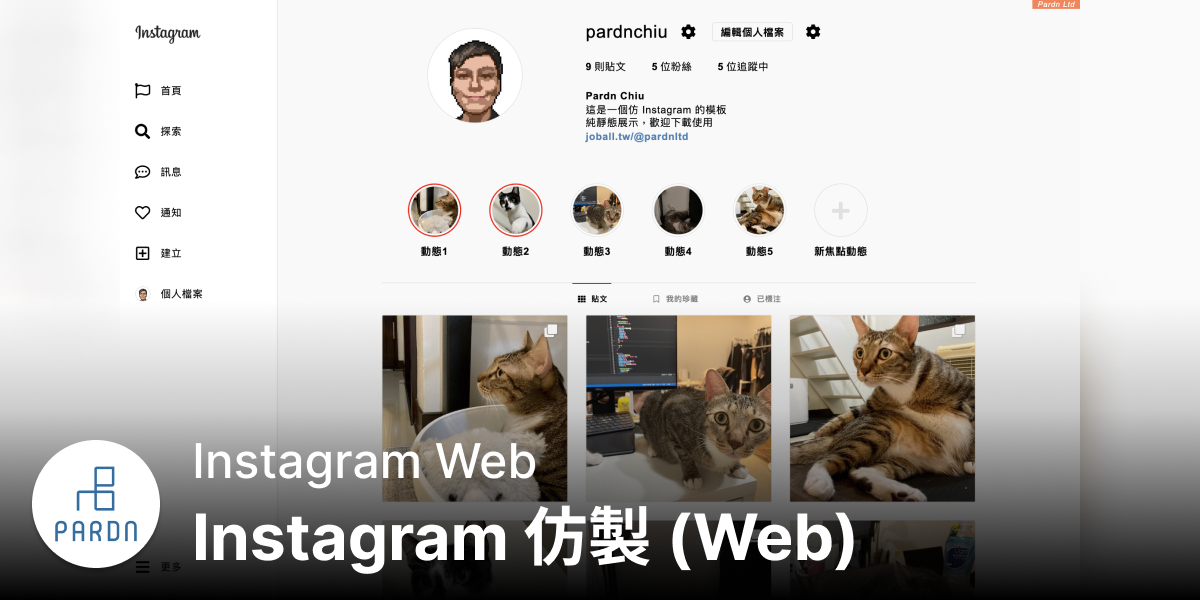 Pardn Ltd
Instagram
首頁
探索
訊息
通知
建立
個人檔案
更多
pardnchiu
編輯個人檔案
9 則貼文 5 位粉絲 5 位追蹤中
Pardn Chiu
這是一個仿 Instagram 的模板
純靜態展示，歡迎下載使用
joball.tw/@pardnltd
動態1 動態2 動態3 動態4 動態5 新焦點動態
貼文 我的珍藏 已標注
PARDN
Instagram Web
Instagram 仿製 (Web)